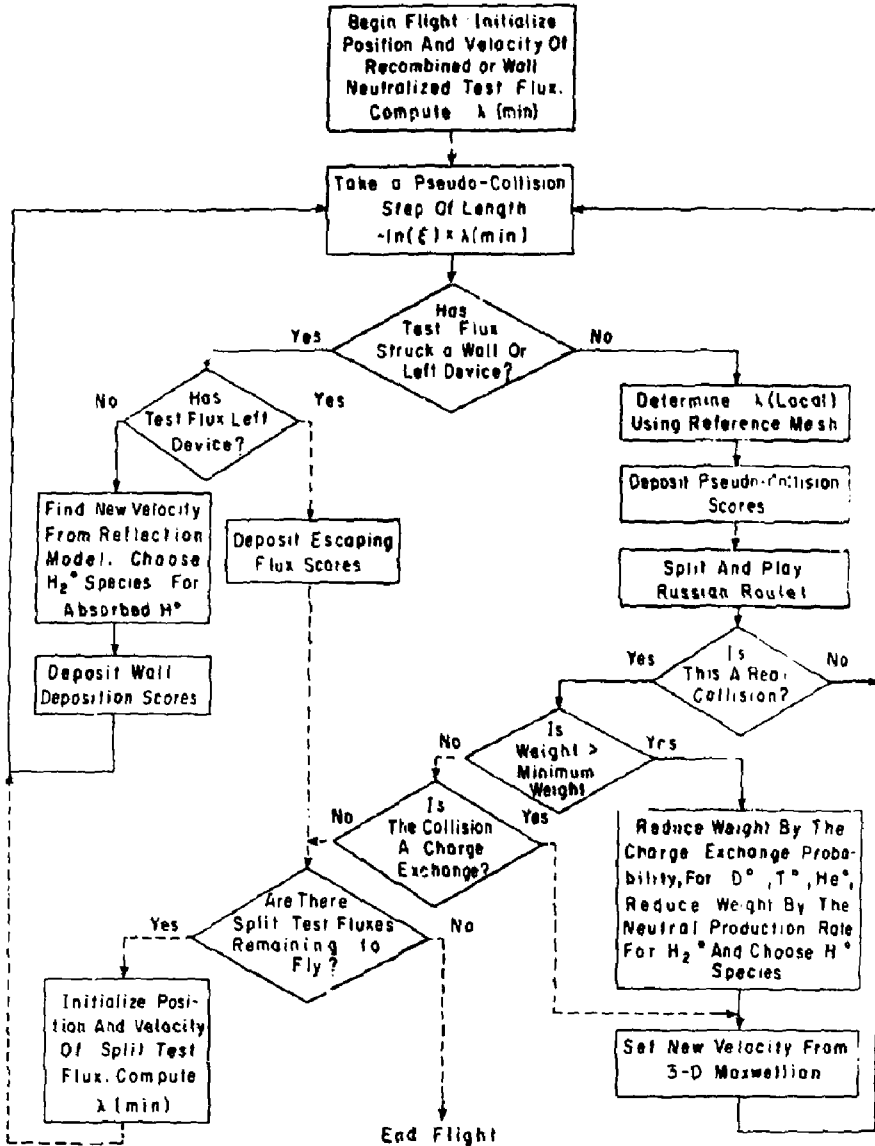 Begin Flight Initialize
Position And Velocity Of
Recombined or Wall
Neutralized Test Flux.
Compute λ (min)
Take a Pseudo-Collision
Step Of Length
-ln(ξ) × λ(min)
Has
Test Flux
Struck a Wall Or
Left Device?
Yes
No
Has
Test Flux Left
Device?
No
Yes
Determine λ(Local)
Using Reference Mesh
Deposit Pseudo-Collision
Scores
Split And Play
Russian Roulet
Find New Velocity
From Reflection
Model. Choose
H₂° Species For
Absorbed H°
Deposit Escaping
Flux Scores
Deposit Wall
Deposition Scores
Is
This A Real
Collision?
Yes
No
Is
Weight >
Minimum
Weight
No
Yes
Is
The Collision
A Charge
Exchange?
No
Yes
Reduce Weight By The
Charge Exchange Proba-
bility, For D°, T°, He°,
Reduce Weight By The
Neutral Production Rate
For H₂° And Choose H°
Species
Are There
Split Test Fluxes
Remaining to
Fly?
Yes
No
Initialize Posi-
tion And Velocity
Of Split Test
Flux. Compute
λ (min)
Set New Velocity From
3-D Maxwellian
End Flight